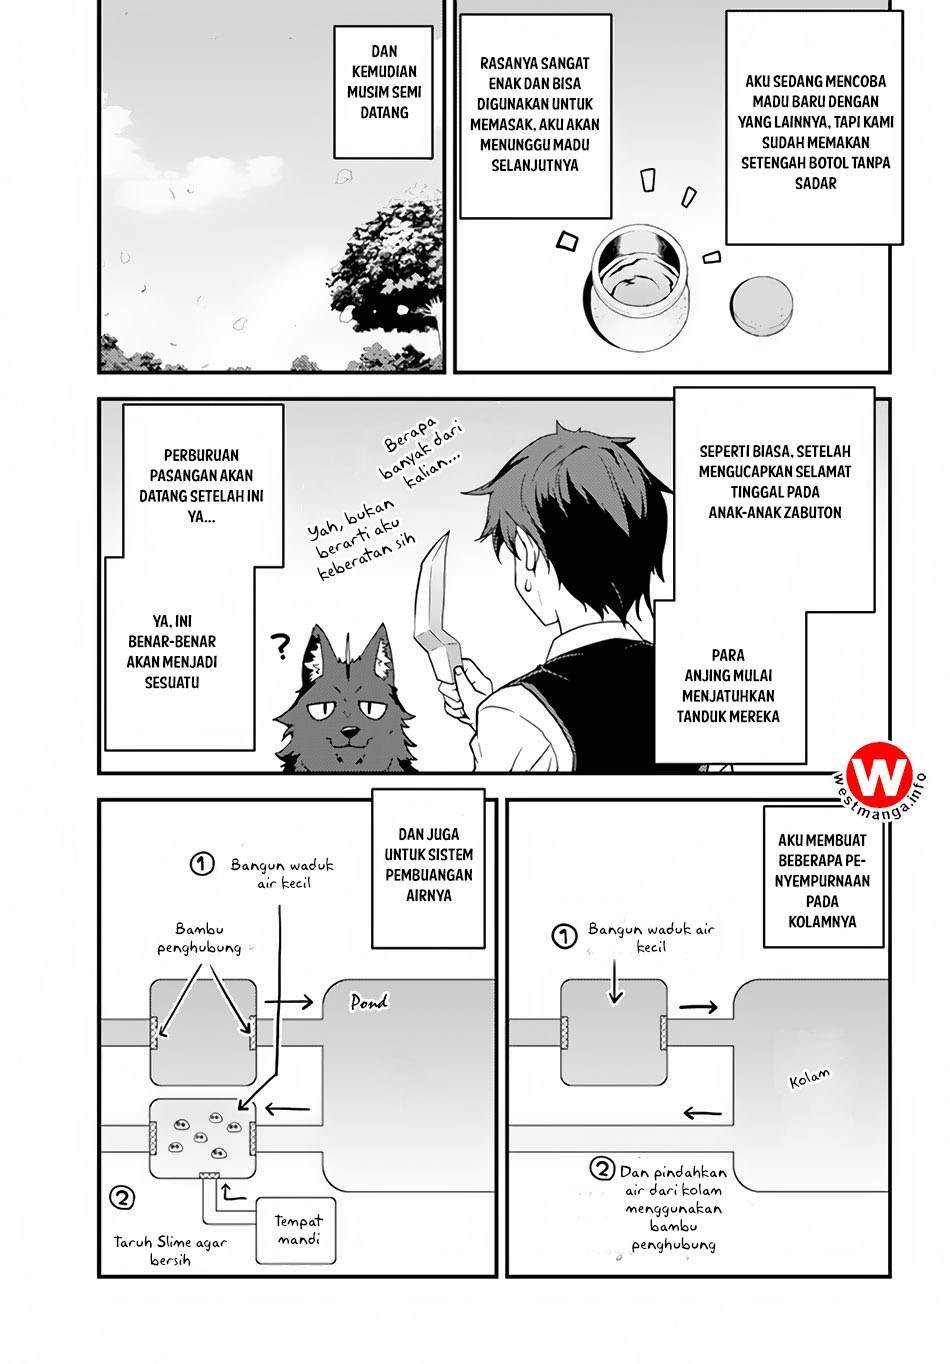 AKU SEDANG MENCOBA
MADU BARU DENGAN
YANG LAINNYA, TAPI KAMI
SUDAH MEMAKAN
SETENGAH BOTOL TANPA
SADAR
RASANYA SANGAT
ENAK DAN BISA
DIGUNAKAN UNTUK
MEMASAK, AKU AKAN
MENUNGGU MADU
SELANJUTNYA
DAN
KEMUDIAN
MUSIM SEMI
DATANG
SEPERTI BIASA, SETELAH
MENGUCAPKAN SELAMAT
TINGGAL PADA
ANAK-ANAK ZABUTON
PARA
ANJING MULAI
MENJATUHKAN
TANDUK MEREKA
Berapa
banyak dari
kalian...
Yah, bukan
berarti aku
keberatan sih
?
PERBURUAN
PASANGAN AKAN
DATANG SETELAH INI
YA...
YA, INI
BENAR-BENAR
AKAN MENJADI
SESUATU
W
westmanga.info
AKU MEMBUAT
BEBERAPA PE-
NYEMPURNAAN
PADA
KOLAMNYA
1 Bangun waduk air
kecil
Kolam
2 Dan pindahkan
air dari kolam
menggunakan
bambu
penghubung
DAN JUGA
UNTUK SISTEM
PEMBUANGAN
AIRNYA
1 Bangun waduk
air kecil
Bambu
penghubung
Pond
2
Taruh Slime agar
bersih
Tempat
mandi